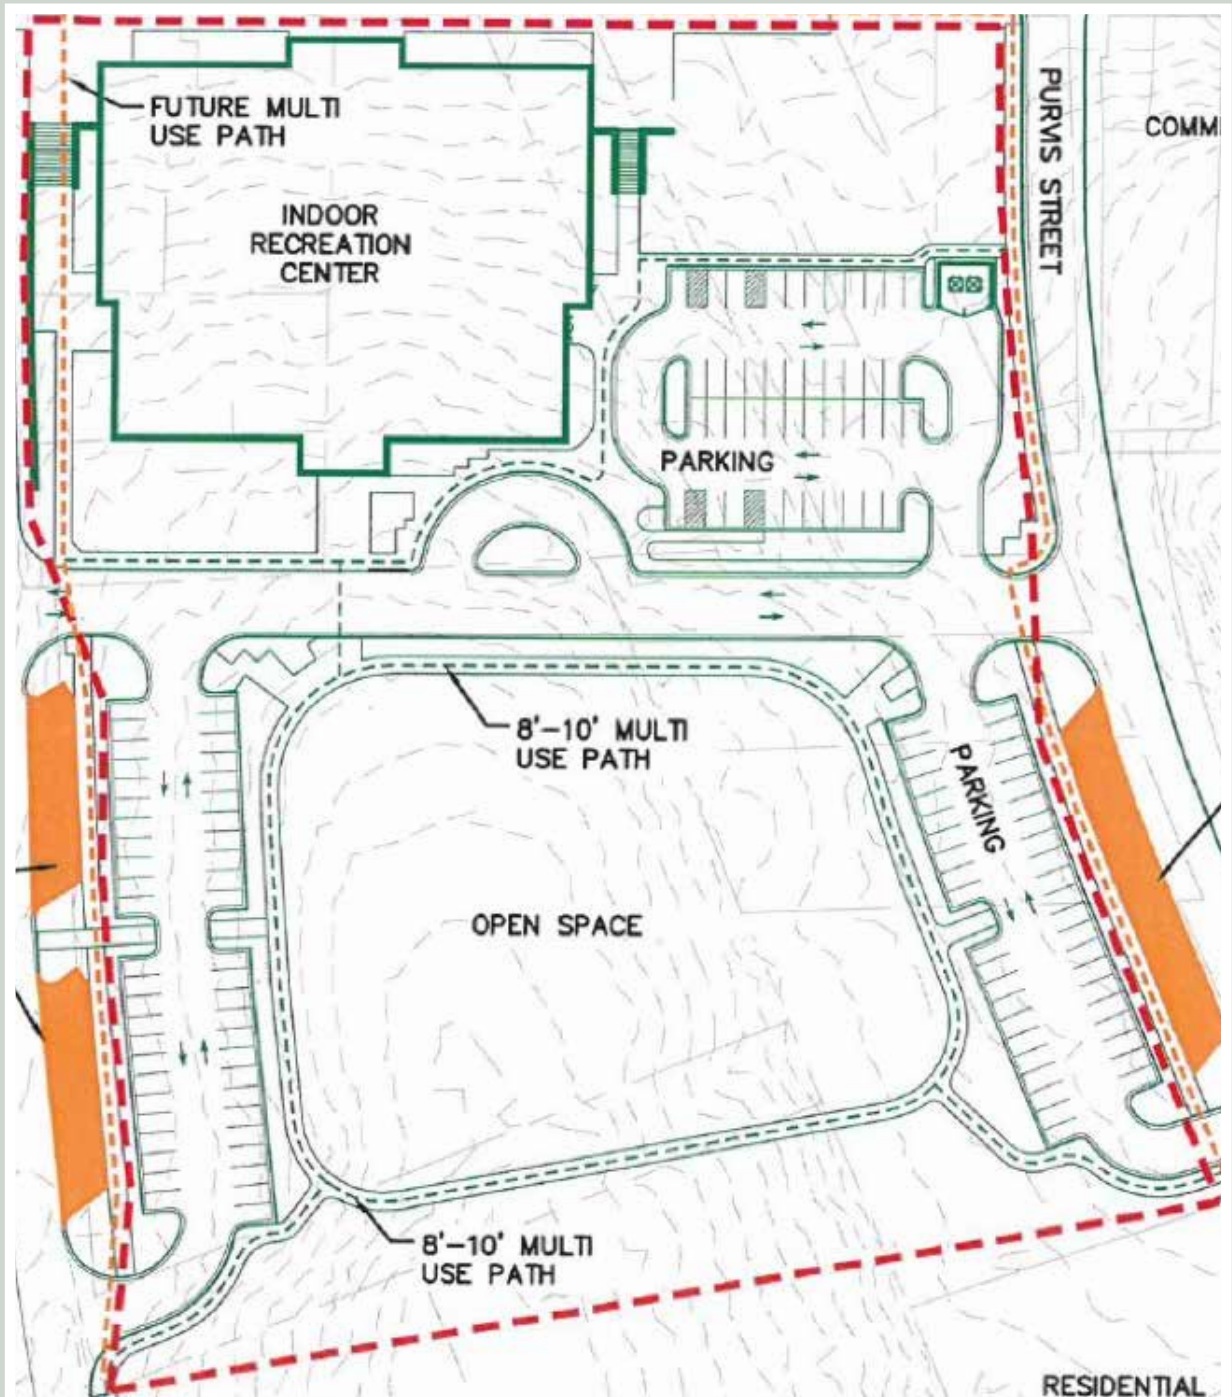 FUTURE MULTI
USE PATH
PURVIS STREET
COMM
INDOOR
RECREATION
CENTER
PARKING
8'-10' MULTI
USE PATH
PARKING
OPEN SPACE
8'-10' MULTI
USE PATH
RESIDENTIAL